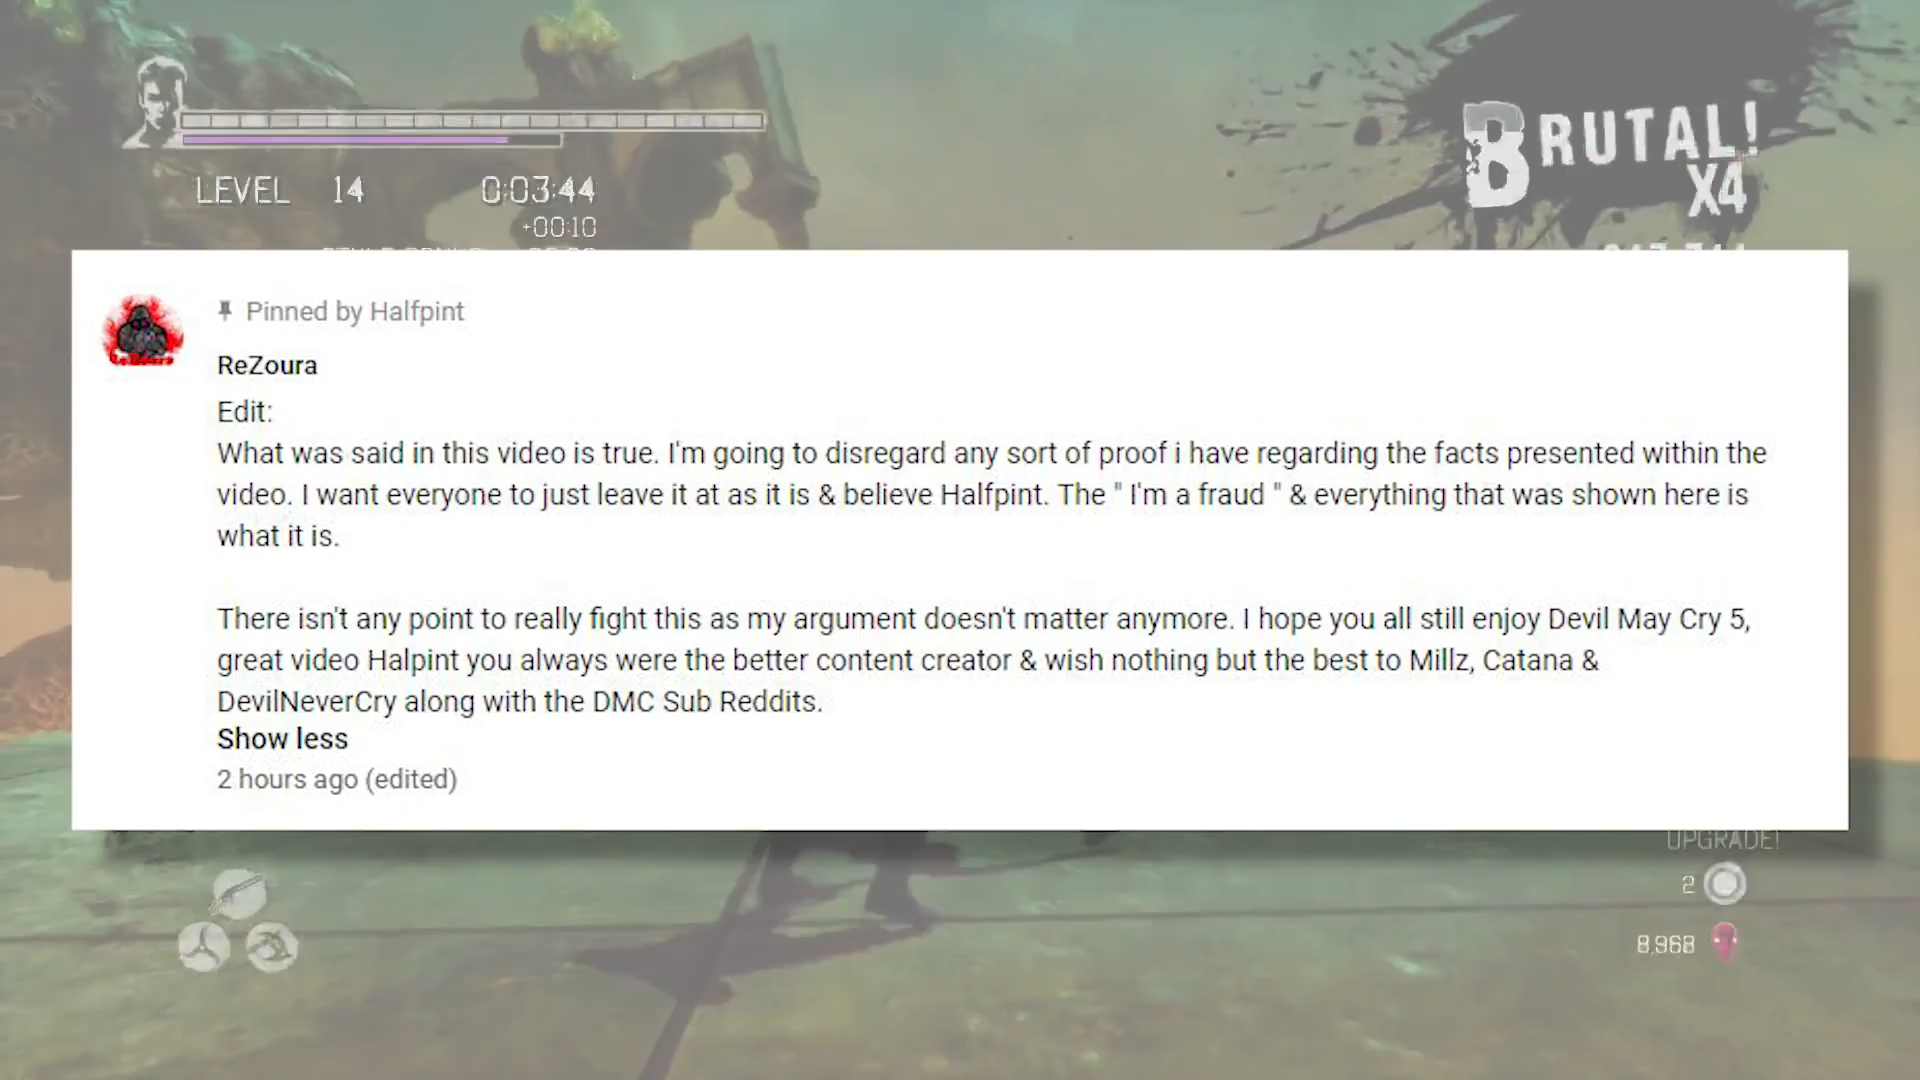 BRUTAL!
X4
LEVEL 14 0:03:44
+00:10
Pinned by Halfpint
ReZoura
Edit:
What was said in this video is true. I'm going to disregard any sort of proof i have regarding the facts presented within the
video. I want everyone to just leave it at as it is & believe Halfpint. The " I'm a fraud " & everything that was shown here is
what it is.
There isn't any point to really fight this as my argument doesn't matter anymore. I hope you all still enjoy Devil May Cry 5,
great video Halpint you always were the better content creator & wish nothing but the best to Millz, Catana &
DevilNeverCry along with the DMC Sub Reddits.
Show less
2 hours ago (edited)
UPGRADE!
2
8,968